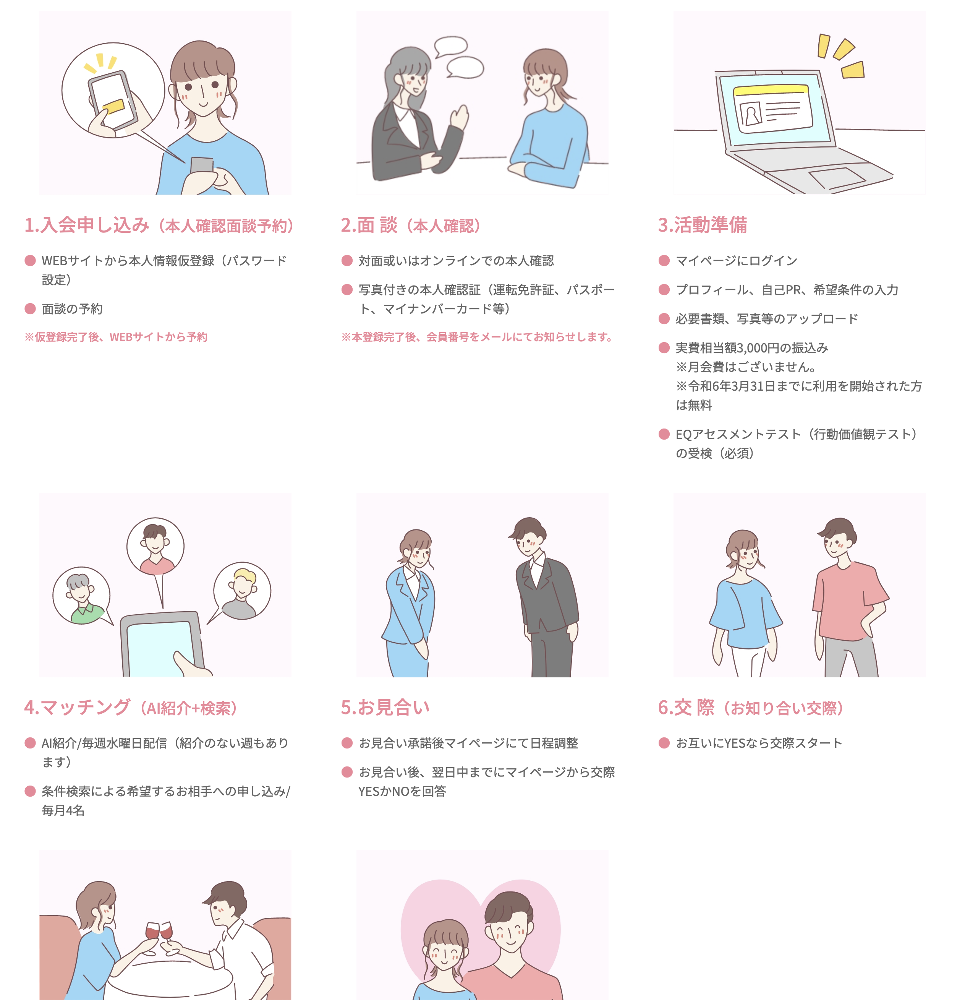 1.入会申し込み（本人確認面談予約）
WEBサイトから本人情報仮登録（パスワード
設定）
面談の予約
※仮登録完了後、WEBサイトから予約
2.面 談（本人確認）
対面或いはオンラインでの本人確認
写真付きの本人確認証（運転免許証、パスポー
ト、マイナンバーカード等）
※本登録完了後、会員番号をメールにてお知らせします。
3.活動準備
マイページにログイン
プロフィール、自己PR、希望条件の入力
必要書類、写真等のアップロード
実費相当額3,000円の振込み
※月会費はございません。
※令和6年3月31日までに利用を開始された方
は無料
EQアセスメントテスト（行動価値観テスト）
の受検（必須）
4.マッチング（AI紹介+検索）
AI紹介/毎週水曜日配信（紹介のない週もあり
ます）
条件検索による希望するお相手への申し込み/
毎月4名
5.お見合い
お見合い承諾後マイページにて日程調整
お見合い後、翌日中までにマイページから交際
YESかNOを回答
6.交 際（お知り合い交際）
お互いにYESなら交際スタート